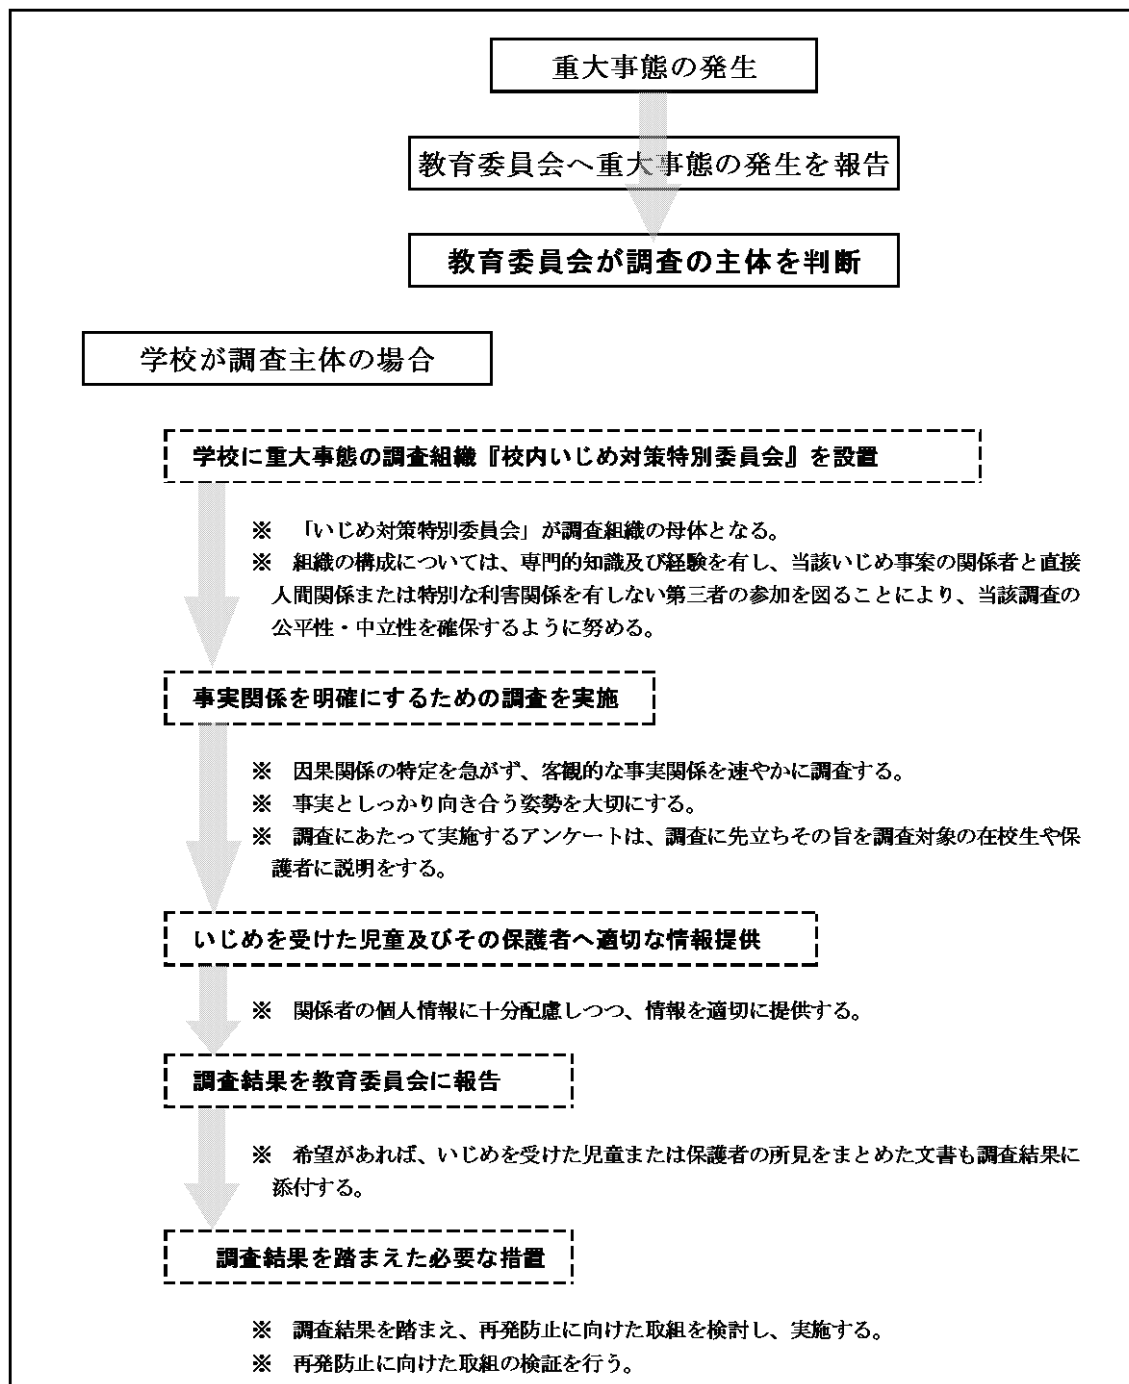 重大事態の発生
教育委員会へ重大事態の発生を報告
教育委員会が調査の主体を判断
学校が調査主体の場合
学校に重大事態の調査組織『校内いじめ対策特別委員会』を設置
※　「いじめ対策特別委員会」が調査組織の母体となる。
※　組織の構成については、専門的知識及び経験を有し、当該いじめ事案の関係者と直接
人間関係または特別な利害関係を有しない第三者の参加を図ることにより、当該調査の
公平性・中立性を確保するように努める。
事実関係を明確にするための調査を実施
※　因果関係の特定を急がず、客観的な事実関係を速やかに調査する。
※　事実としっかり向き合う姿勢を大切にする。
※　調査にあたって実施するアンケートは、調査に先立ちその旨を調査対象の在校生や保
護者に説明をする。
いじめを受けた児童及びその保護者へ適切な情報提供
※　関係者の個人情報に十分配慮しつつ、情報を適切に提供する。
調査結果を教育委員会に報告
※　希望があれば、いじめを受けた児童または保護者の所見をまとめた文書も調査結果に
添付する。
調査結果を踏まえた必要な措置
※　調査結果を踏まえ、再発防止に向けた取組を検討し、実施する。
※　再発防止に向けた取組の検証を行う。